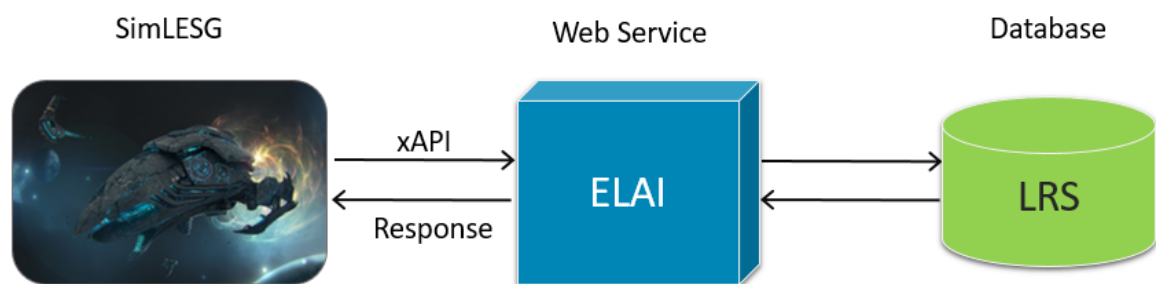 SimLESG
Web Service
Database
xAPI
Response
ELAI
LRS